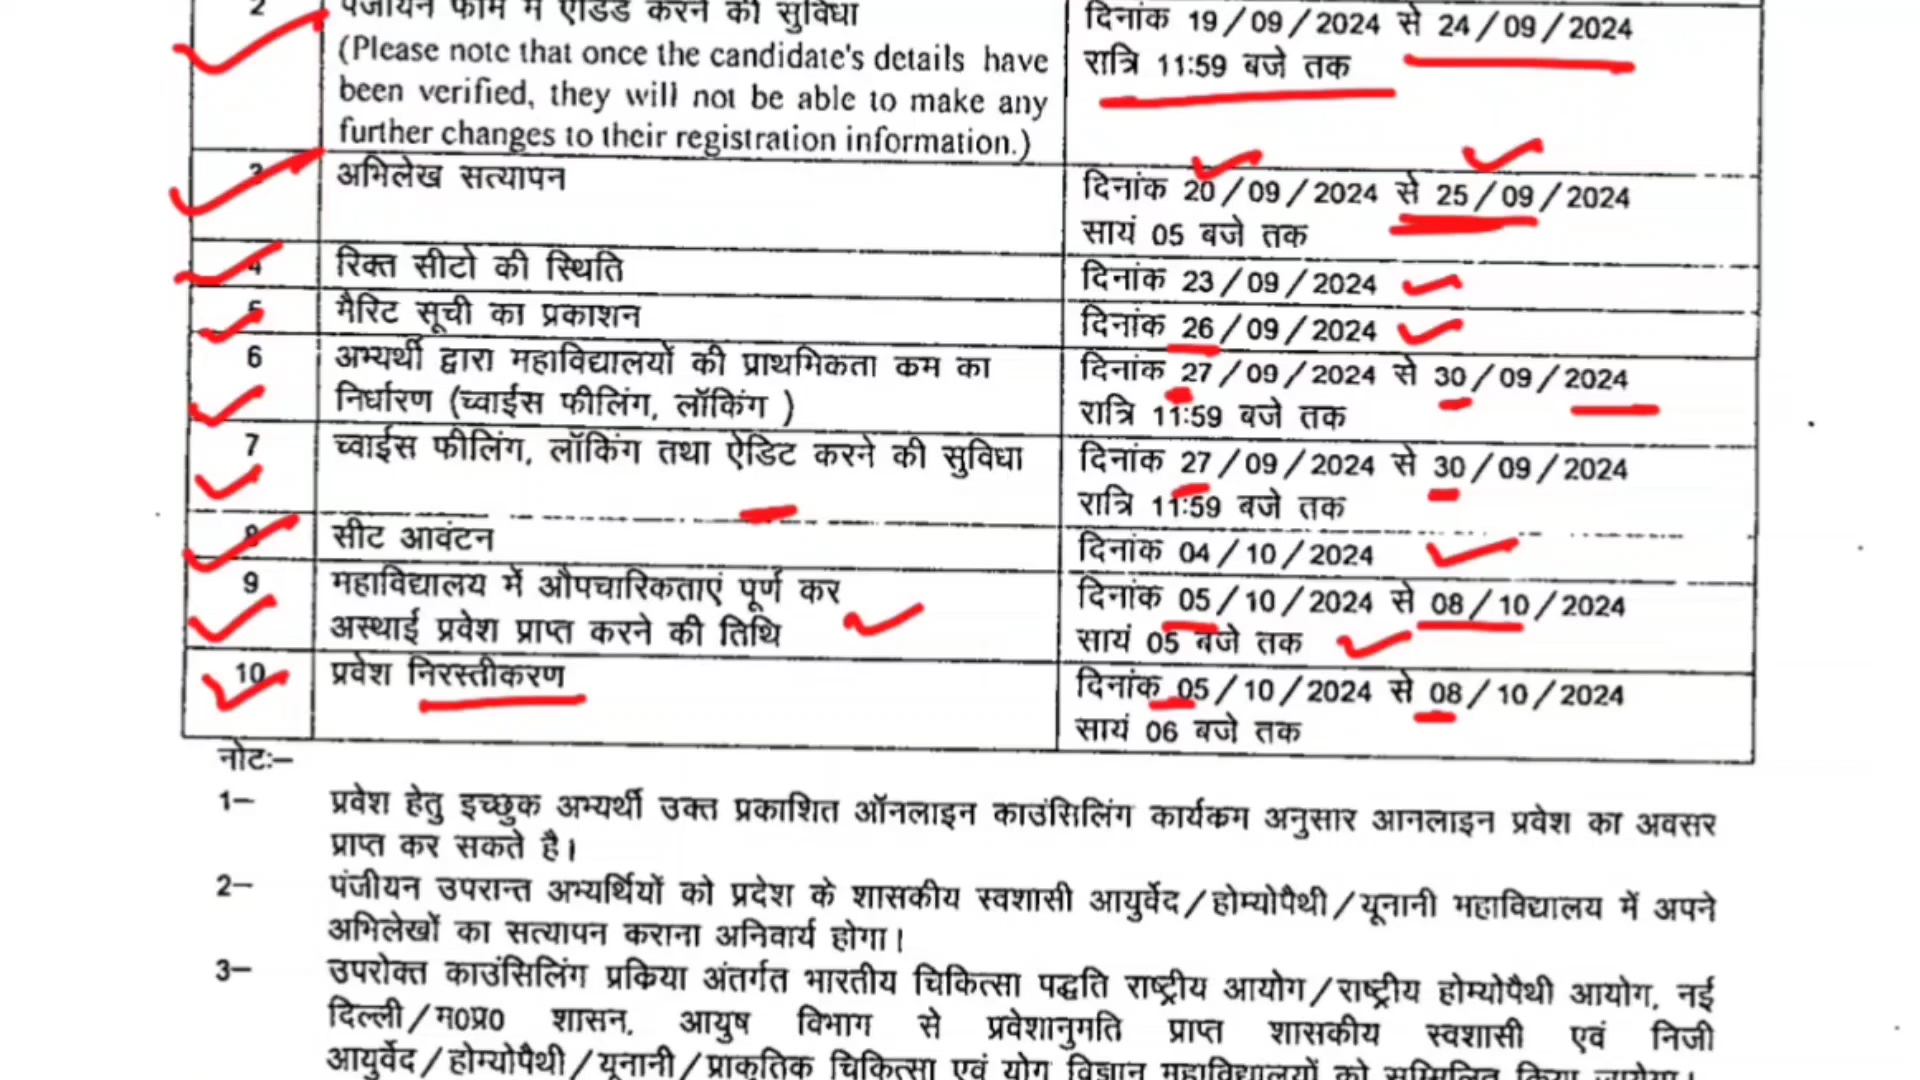 2
पंजीयन फॉर्म में एडिड करने की सुविधा
(Please note that once the candidate's details have
been verified, they will not be able to make any
further changes to their registration information.)
दिनांक 19/09/2024 से 24/09/2024
रात्रि 11:59 बजे तक
3
अभिलेख सत्यापन
दिनांक 20/09/2024 से 25/09/2024
सायं 05 बजे तक
4
रिक्त सीटो की स्थिति
दिनांक 23/09/2024
5
मैरिट सूची का प्रकाशन
दिनांक 26/09/2024
6
अभ्यर्थी द्वारा महाविद्यालयों की प्राथमिकता कम का
निर्धारण (च्वाईस फीलिंग, लॉकिंग )
दिनांक 27/09/2024 से 30/09/2024
रात्रि 11:59 बजे तक
7
च्वाईस फीलिंग, लॉकिंग तथा ऐडिट करने की सुविधा
दिनांक 27/09/2024 से 30/09/2024
रात्रि 11:59 बजे तक
8
सीट आवंटन
दिनांक 04/10/2024
9
महाविद्यालय में औपचारिकताएं पूर्ण कर
अस्थाई प्रवेश प्राप्त करने की तिथि
दिनांक 05/10/2024 से 08/10/2024
सायं 05 बजे तक
10
प्रवेश निरस्तीकरण
दिनांक 05/10/2024 से 08/10/2024
सायं 06 बजे तक
नोटः–
1– प्रवेश हेतु इच्छुक अभ्यर्थी उक्त प्रकाशित ऑनलाइन काउंसिलिंग कार्यकम अनुसार आनलाइन प्रवेश का अवसर
प्राप्त कर सकते है।
2– पंजीयन उपरान्त अभ्यर्थियों को प्रदेश के शासकीय स्वशासी आयुर्वेद/होम्योपैथी/यूनानी महाविद्यालय में अपने
अभिलेखों का सत्यापन कराना अनिवार्य होगा।
3– उपरोक्त काउंसिलिंग प्रकिया अंतर्गत भारतीय चिकित्सा पद्धति राष्ट्रीय आयोग/राष्ट्रीय होम्योपैथी आयोग, नई
दिल्ली/म0प्र0 शासन, आयुष विभाग से प्रवेशानुमति प्राप्त शासकीय स्वशासी एवं निजी
आयुर्वेद/होम्योपैथी/यूनानी/प्राकृतिक चिकित्सा एवं योग विज्ञान महाविद्यालयों को सम्मिलित किया जायेगा।